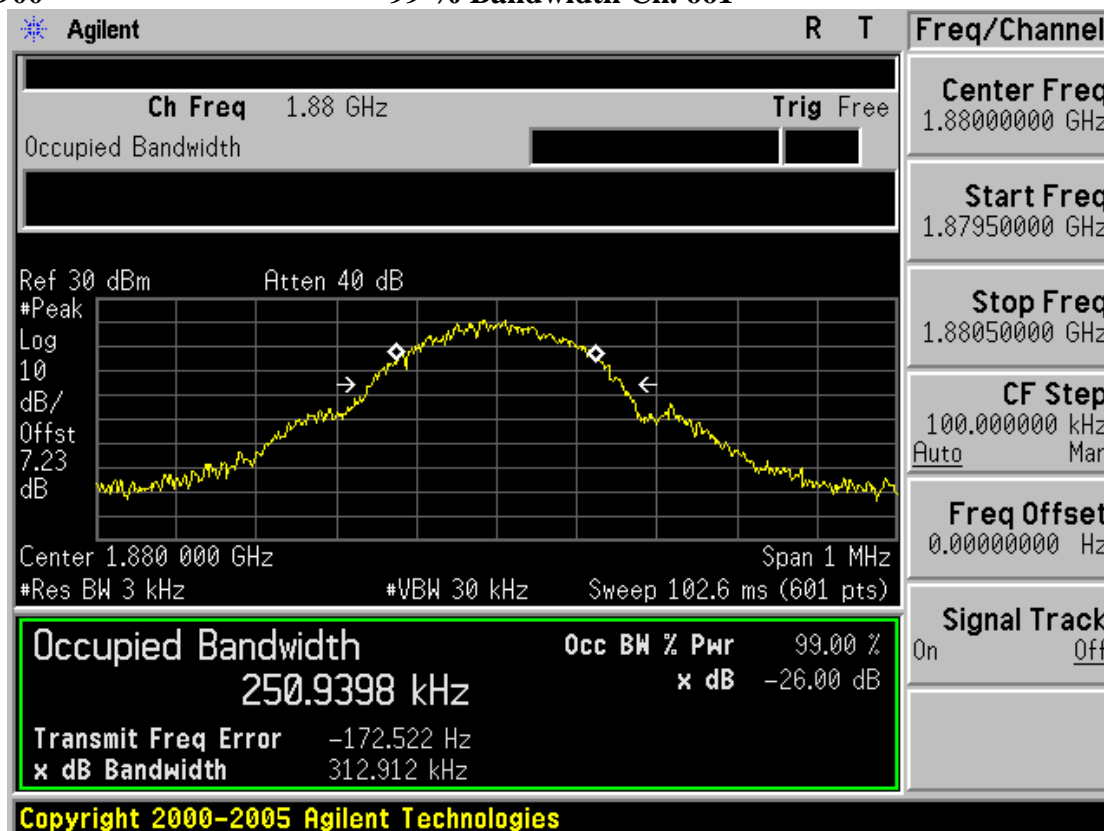 Agilent R T
Freq/Channel
Ch Freq 1.88 GHz Trig Free
Occupied Bandwidth
Center Freq
1.88000000 GHz
Start Freq
1.87950000 GHz
Stop Freq
1.88050000 GHz
CF Step
100.000000 kHz
Auto Man
Freq Offset
0.00000000 Hz
Signal Track
On Off
Ref 30 dBm Atten 40 dB
#Peak
Log
10
dB/
Offst
7.23
dB
Center 1.880 000 GHz Span 1 MHz
#Res BW 3 kHz #VBW 30 kHz Sweep 102.6 ms (601 pts)
Occupied Bandwidth
250.9398 kHz
Occ BW % Pwr 99.00 %
x dB -26.00 dB
Transmit Freq Error -172.522 Hz
x dB Bandwidth 312.912 kHz
Copyright 2000-2005 Agilent Technologies